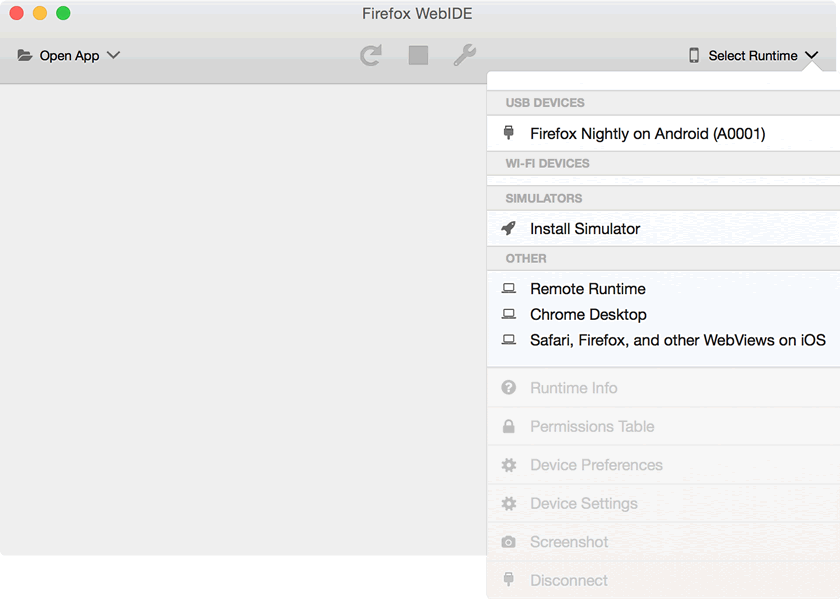 Firefox WebIDE
Open App
Select Runtime
USB DEVICES
Firefox Nightly on Android (A0001)
WI-FI DEVICES
SIMULATORS
Install Simulator
OTHER
Remote Runtime
Chrome Desktop
Safari, Firefox, and other WebViews on iOS
Runtime Info
Permissions Table
Device Preferences
Device Settings
Screenshot
Disconnect